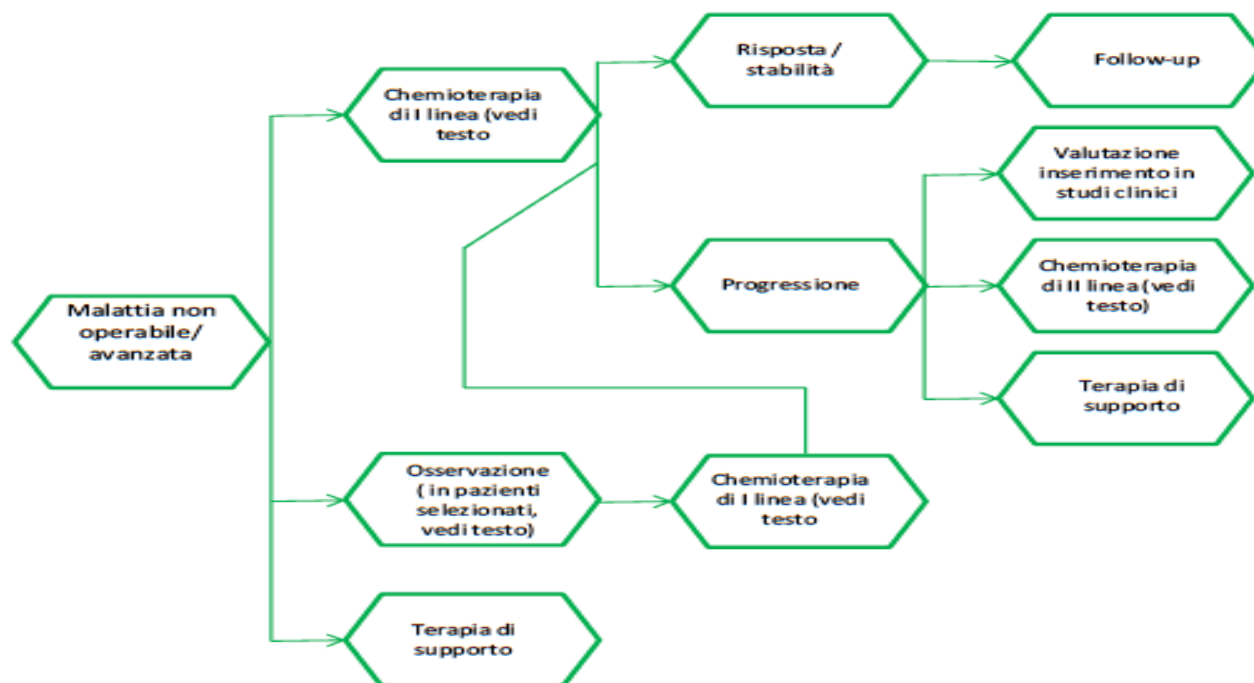 Risposta /
stabilità
Follow-up
Chemioterapia
di I linea (vedi
testo
Valutazione
inserimento in
studi clinici
Progressione
Chemioterapia
di II linea (vedi
testo)
Malattia non
operabile/
avanzata
Terapia di
supporto
Osservazione
( in pazienti
selezionati,
vedi testo)
Chemioterapia
di I linea (vedi
testo
Terapia di
supporto